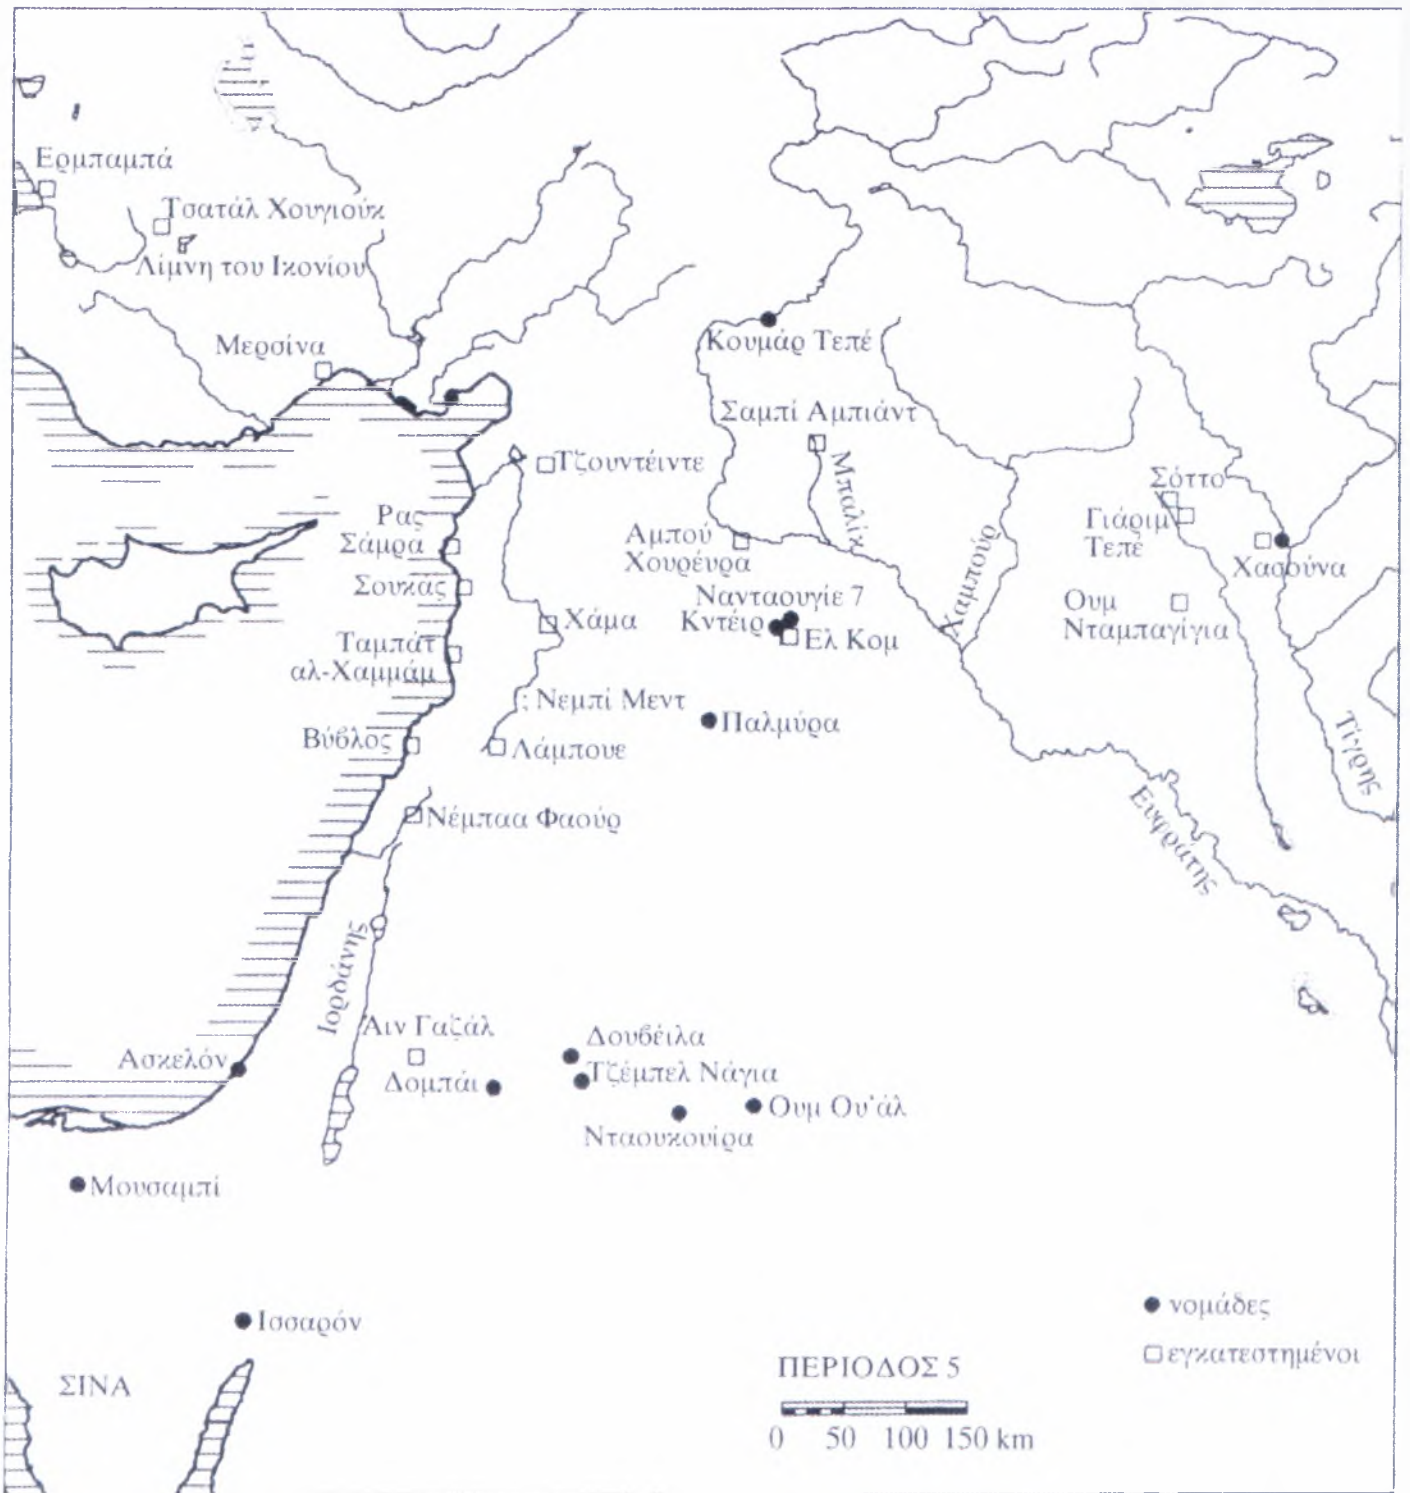 Ερμπαμπά
Τσατάλ Χουγιούκ
Λίμνη του Ικονίου
Μερσίνα
Κουμάρ Τεπέ
Σαμπί Αμπιάντ
Τζουντέιντε
Μπαλίκ
Σόττο
Ρας
Σάμρα
Αμπού
Χουρέυρα
Γιάριμ
Τεπέ
Χασούνα
Σουκάς
Χαμπούρ
Νανταουγίε 7
Χάμα
Κντέιρ
Ελ Κομ
Ουμ
Νταμπαγίγια
Ταμπάτ
αλ-Χαμμάμ
; Νεμπί Μεντ
Παλμύρα
Βύβλος
Λάμπουε
Τίγρης
Νέμπαα Φαούρ
Ευφράτης
Ιορδάνης
Άιν Γαζάλ
Δουβέιλα
Ασκελόν
Δομπάι
Τζέμπελ Νάγια
Ουμ Ου'άλ
Νταουκουίρα
Μουσαμπί
Ισσαρόν
νομάδες
εγκατεστημένοι
ΣΙΝΑ
ΠΕΡΙΟΔΟΣ 5
0 50 100 150 km